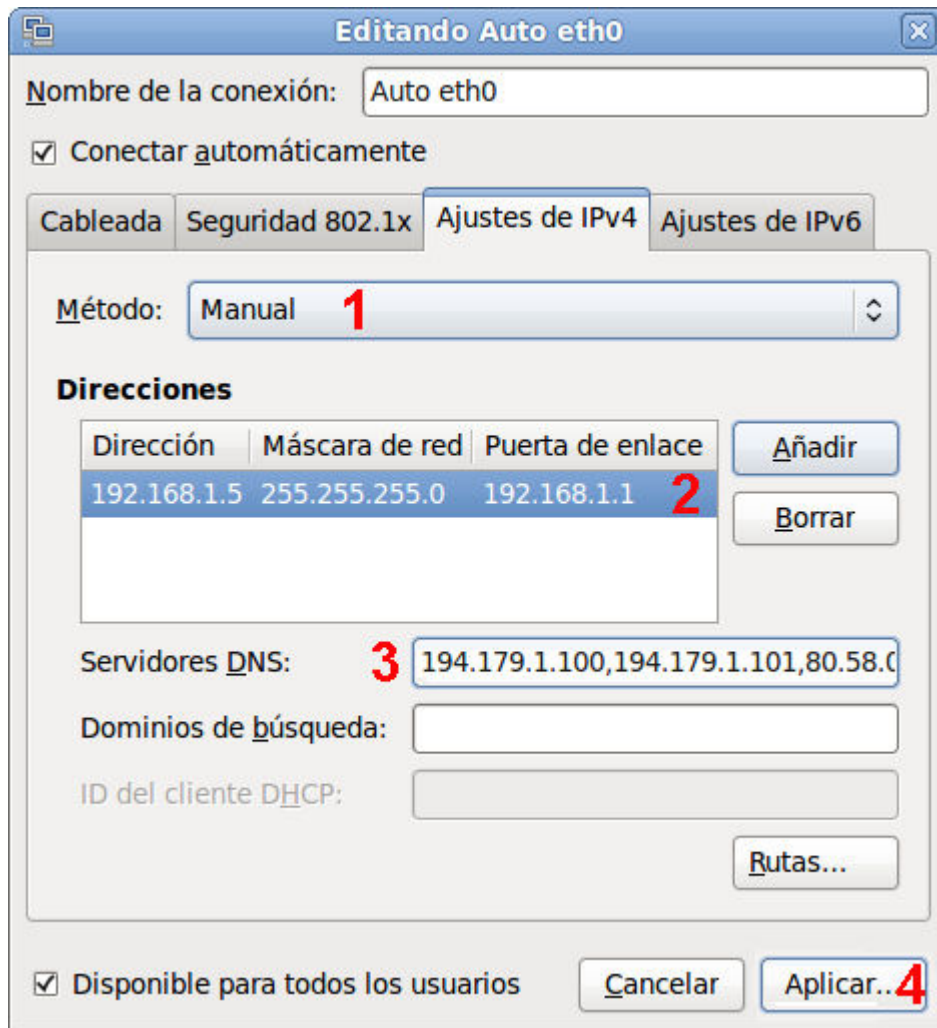 Editando Auto eth0
Nombre de la conexión: Auto eth0
Conectar automáticamente
Cableada Seguridad 802.1x Ajustes de IPv4 Ajustes de IPv6
Método: Manual 1
Direcciones
Dirección Máscara de red Puerta de enlace Añadir
192.168.1.5 255.255.255.0 192.168.1.1 2
Borrar
Servidores DNS: 3 194.179.1.100,194.179.1.101,80.58.0
Dominios de búsqueda:
ID del cliente DHCP:
Rutas...
Disponible para todos los usuarios Cancelar Aplicar... 4